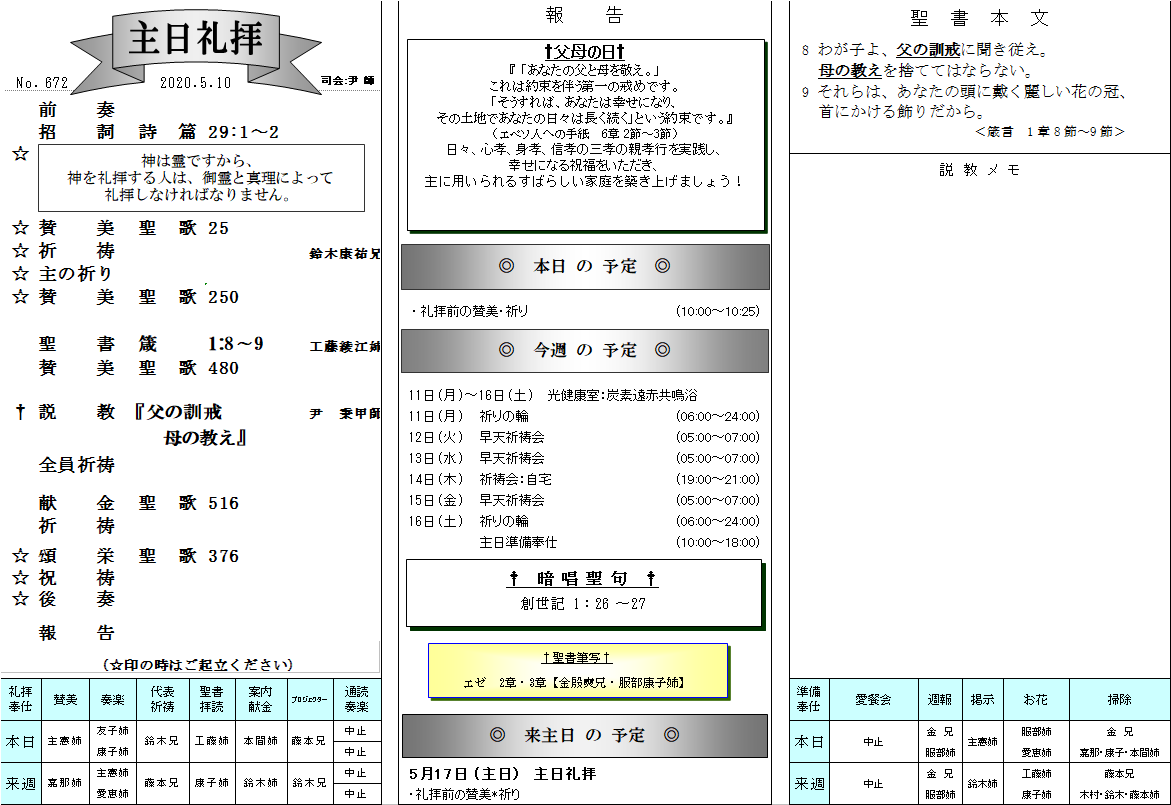 主日礼拝
No. 672
2020.5.10
司会:尹 師
前 奏
招 詞 詩 篇 29:1～2
☆
神は霊ですから、
神を礼拝する人は、御霊と真理によって
礼拝しなければなりません。
☆ 賛 美 聖 歌 25
☆ 祈 祷 鈴木康祐兄
☆ 主の祈り
☆ 賛 美 聖 歌 250
聖 書 箴 1:8～9 工藤綾江姉
賛 美 聖 歌 480
† 説 教 『父の訓戒 尹 秉甲師
母の教え』
全員祈祷
献 金 聖 歌 516
祈 祷
☆ 頌 栄 聖 歌 376
☆ 祝 祷
☆ 後 奏
報 告
(☆印の時はご起立ください)
礼拝奉仕 賛美 奏楽 代表祈祷 聖書拝読 案内献金 プロジェクター 通読奏楽
本日 主憲姉 友子姉 康子姉 鈴木兄 工藤姉 本間姉 藤本兄 中止 中止
来週 嘉那姉 主憲姉 愛恵姉 藤本兄 康子姉 鈴木姉 鈴木兄 中止 中止
報 告
†父母の日†
『「あなたの父と母を敬え。」
これは約束を伴う第一の戒めです。
「そうすれば、あなたは幸せになり、
その土地であなたの日々は長く続く」という約束です。』
(エペソ人への手紙 6章 2節～3節)
日々、心孝、身孝、信孝の三孝の親孝行を実践し、
幸せになる祝福をいただき、
主に用いられるすばらしい家庭を築き上げましょう！
◎ 本日 の 予定 ◎
・礼拝前の賛美・祈り (10:00～10:25)
◎ 今週 の 予定 ◎
11日(月)～16日(土) 光健康室:炭素遠赤共鳴浴
11日(月) 祈りの輪 (06:00～24:00)
12日(火) 早天祈祷会 (05:00～07:00)
13日(水) 早天祈祷会 (05:00～07:00)
14日(木) 祈祷会:自宅 (19:00～21:00)
15日(金) 早天祈祷会 (05:00～07:00)
16日(土) 祈りの輪 (06:00～24:00)
主日準備奉仕 (10:00～18:00)
† 暗 唱 聖 句 †
創世記 1：26 ～27
†聖書筆写†
エゼ 2章・3章【金殷奭兄・服部康子姉】
◎ 来主日 の 予定 ◎
5月17日 (主日) 主日礼拝
・礼拝前の賛美*祈り
聖 書 本 文
8 わが子よ、父の訓戒に聞き従え。
母の教えを捨ててはならない。
9 それらは、あなたの頭に戴く麗しい花の冠、
首にかける飾りだから。
＜箴言 1章8節～9節＞
説 教 メ モ
準備奉仕 愛餐会 週報 掲示 お花 掃除
本日 中止 金 兄 服部姉 主憲姉 服部姉 愛恵姉 金 兄 嘉那・康子・本間姉
来週 中止 金 兄 服部姉 鈴木姉 工藤姉 康子姉 藤本兄 木村・鈴木・藤本姉